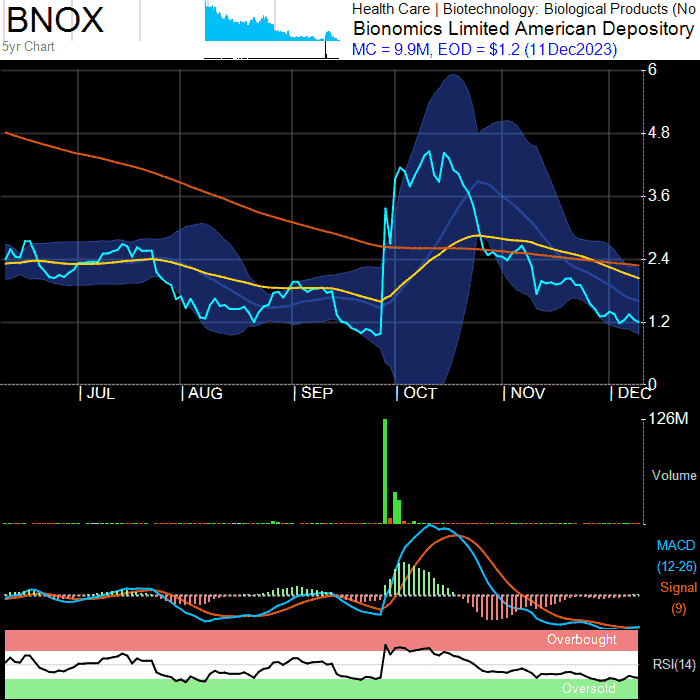 BNOX
5yr Chart
Health Care | Biotechnology: Biological Products (No
Bionomics Limited American Depository
MC = 9.9M, EOD = $1.2 (11Dec2023)
6
4.8
3.6
2.4
1.2
0
JUL
AUG
SEP
OCT
NOV
DEC
126M
Volume
MACD
(12-26)
Signal
(9)
Overbought
RSI(14)
Oversold